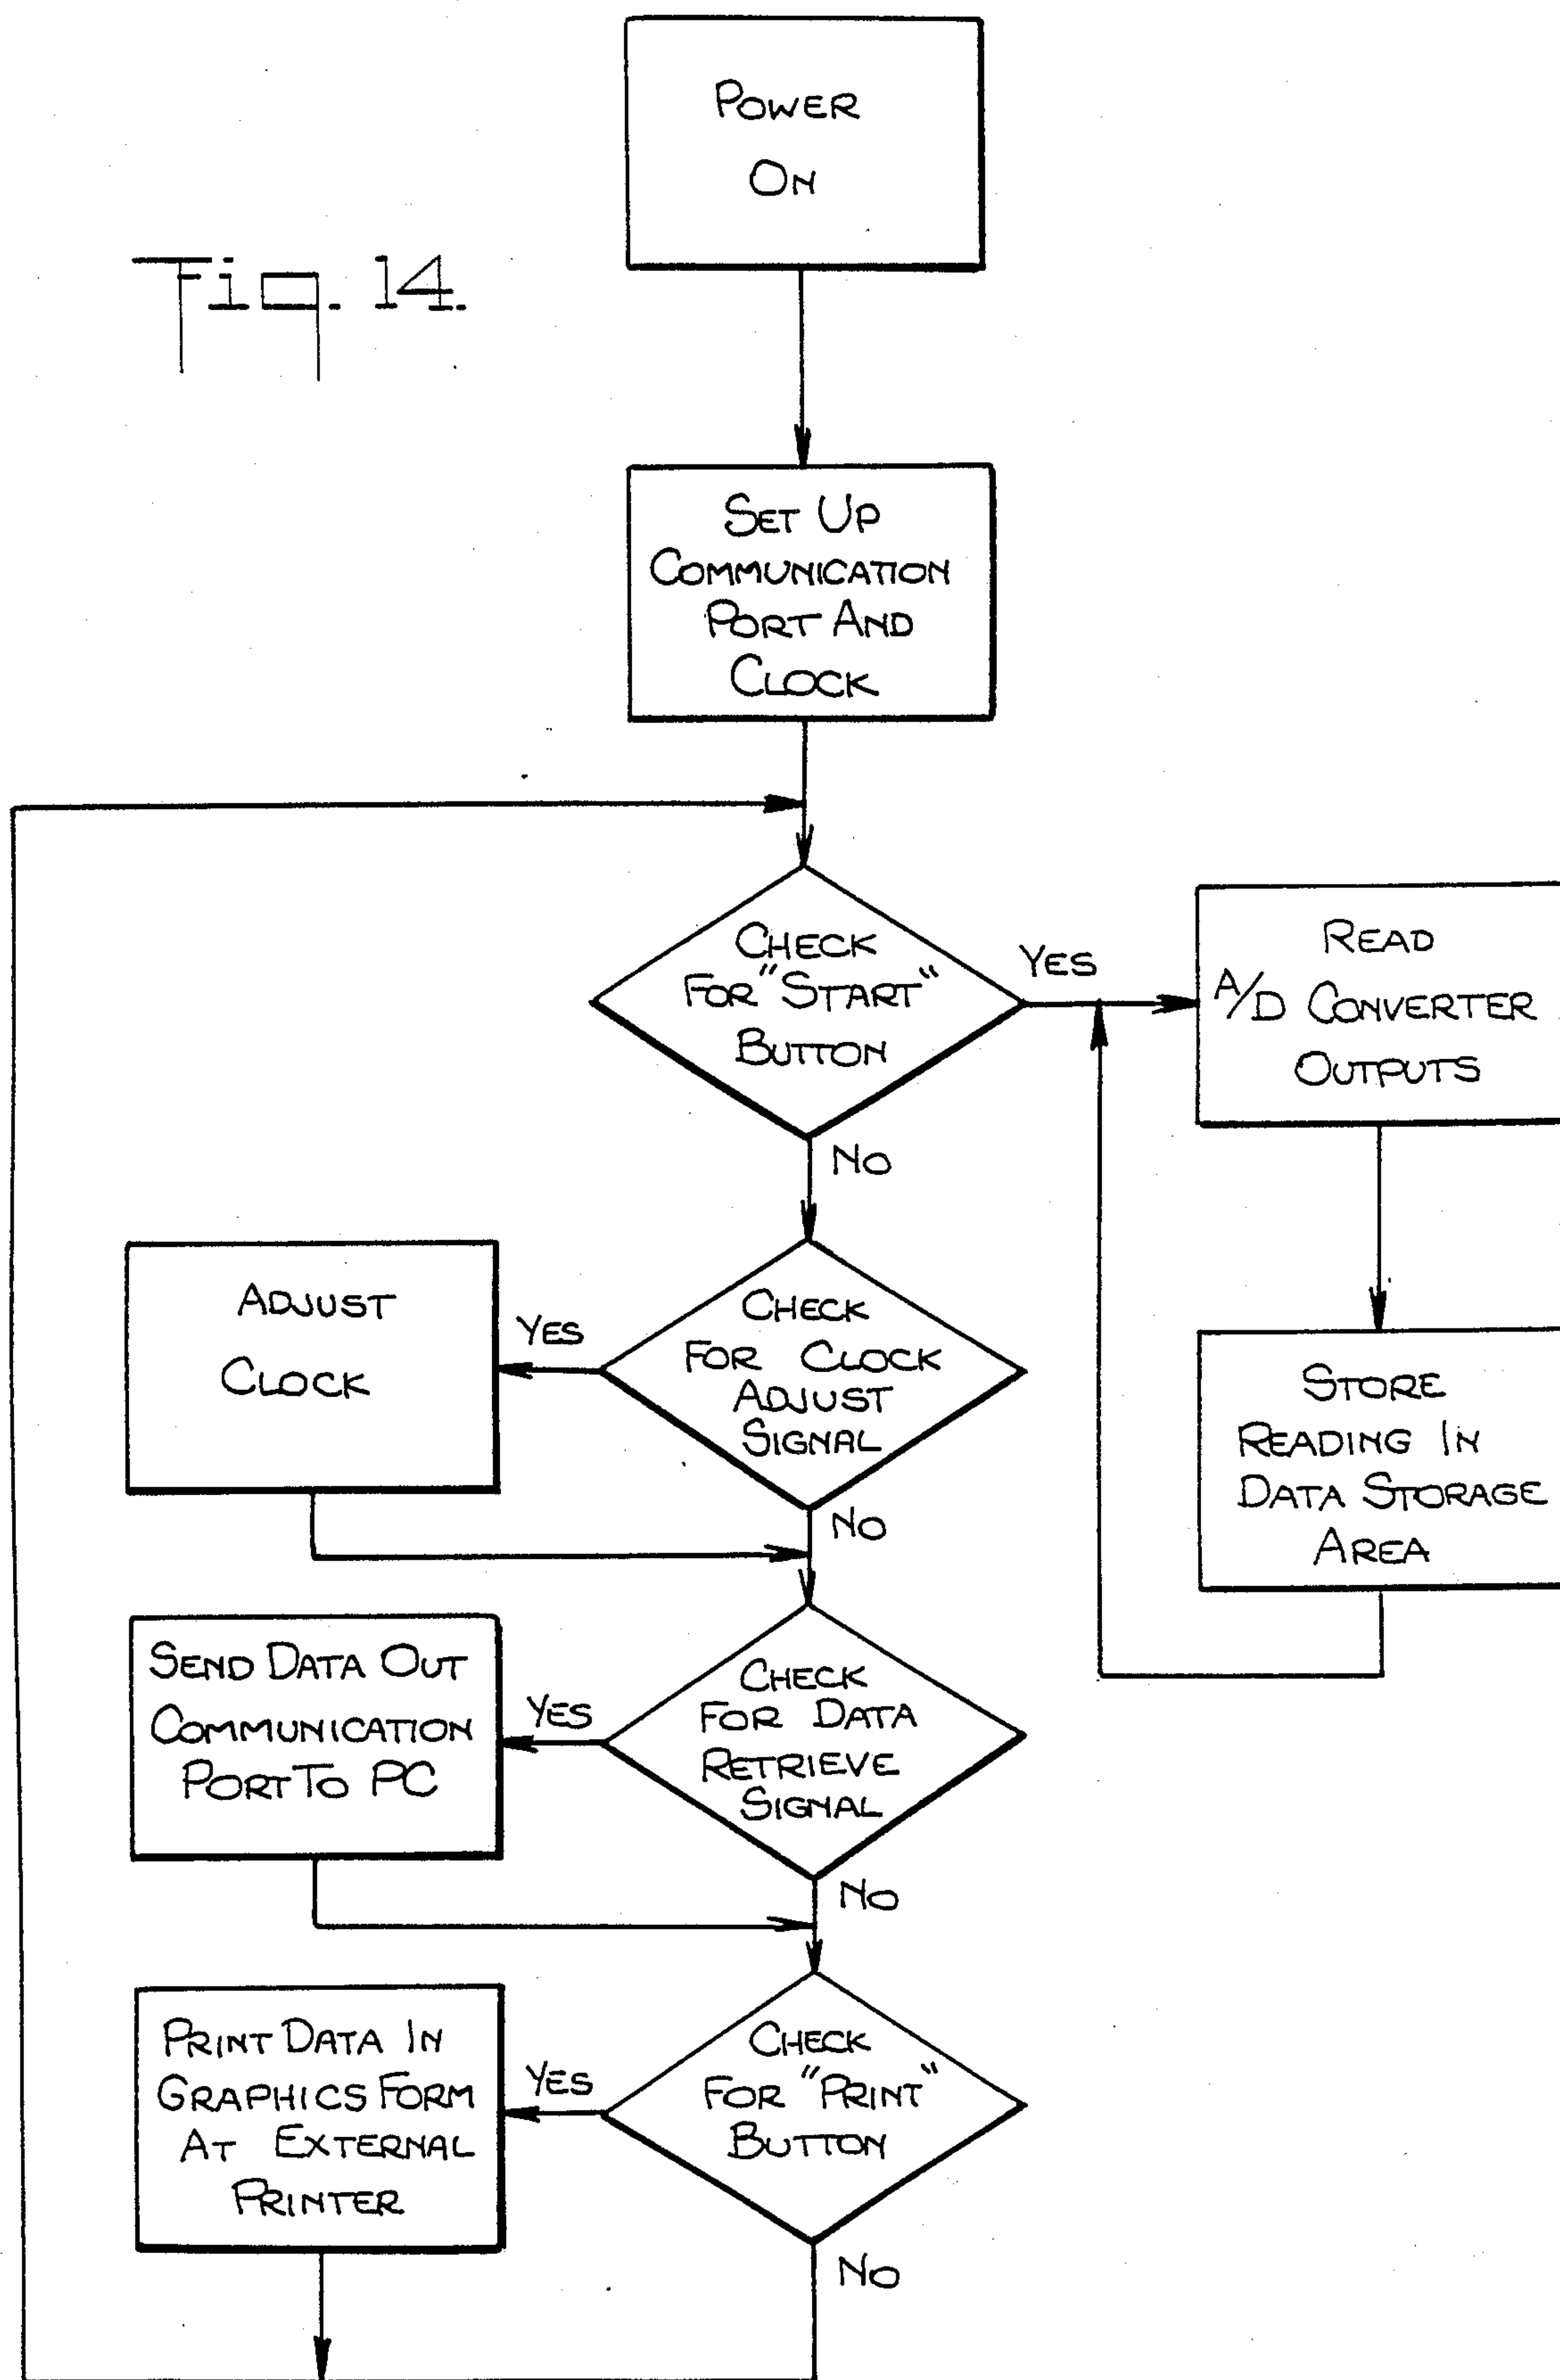 Fig. 14.
POWER
ON
SET UP
COMMUNICATION
PORT AND
CLOCK
CHECK
FOR "START"
BUTTON
YES
NO
READ
A/D CONVERTER
OUTPUTS
STORE
READING IN
DATA STORAGE
AREA
CHECK
FOR CLOCK
ADJUST
SIGNAL
YES
NO
ADJUST
CLOCK
CHECK
FOR DATA
RETRIEVE
SIGNAL
YES
NO
SEND DATA OUT
COMMUNICATION
PORT TO PC
CHECK
FOR "PRINT"
BUTTON
YES
NO
PRINT DATA IN
GRAPHICS FORM
AT EXTERNAL
PRINTER